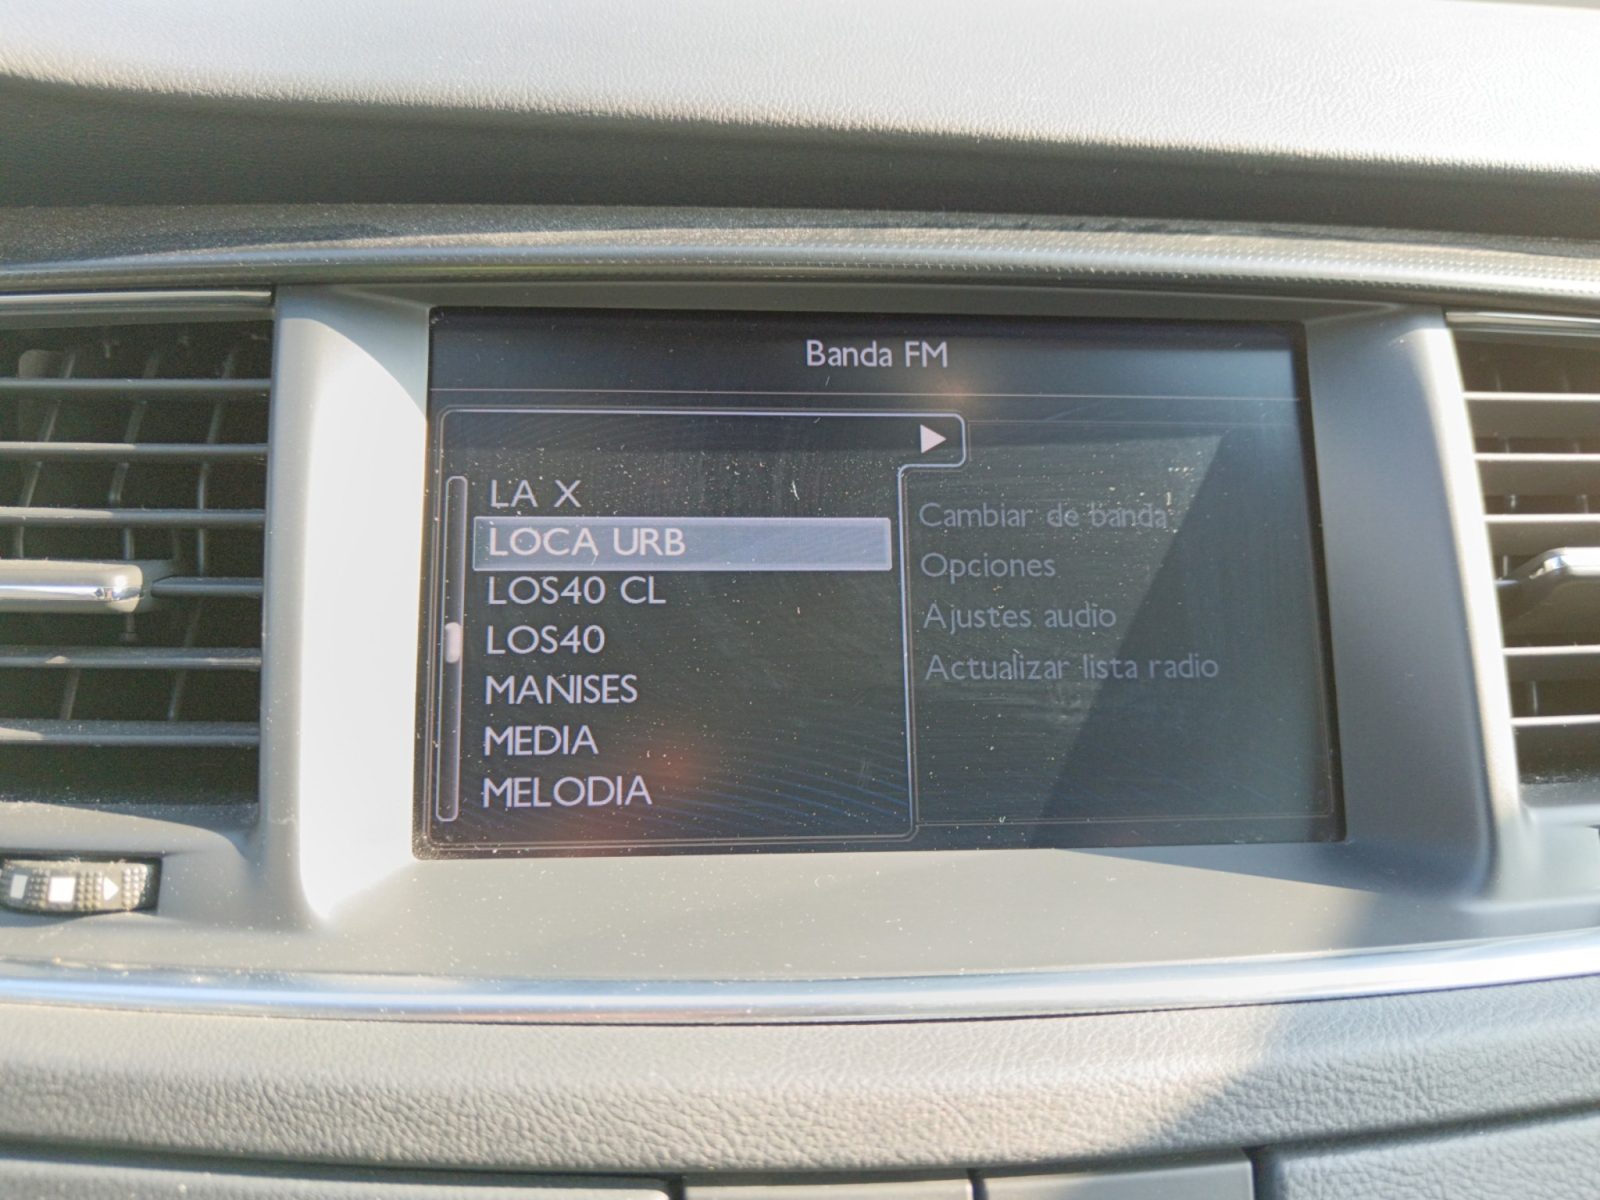 Banda FM
LA X
LOCA URB
LOS40 CL
LOS40
MANISES
MEDIA
MELODIA
Cambiar de banda
Opciones
Ajustes audio
Actualizar lista radio